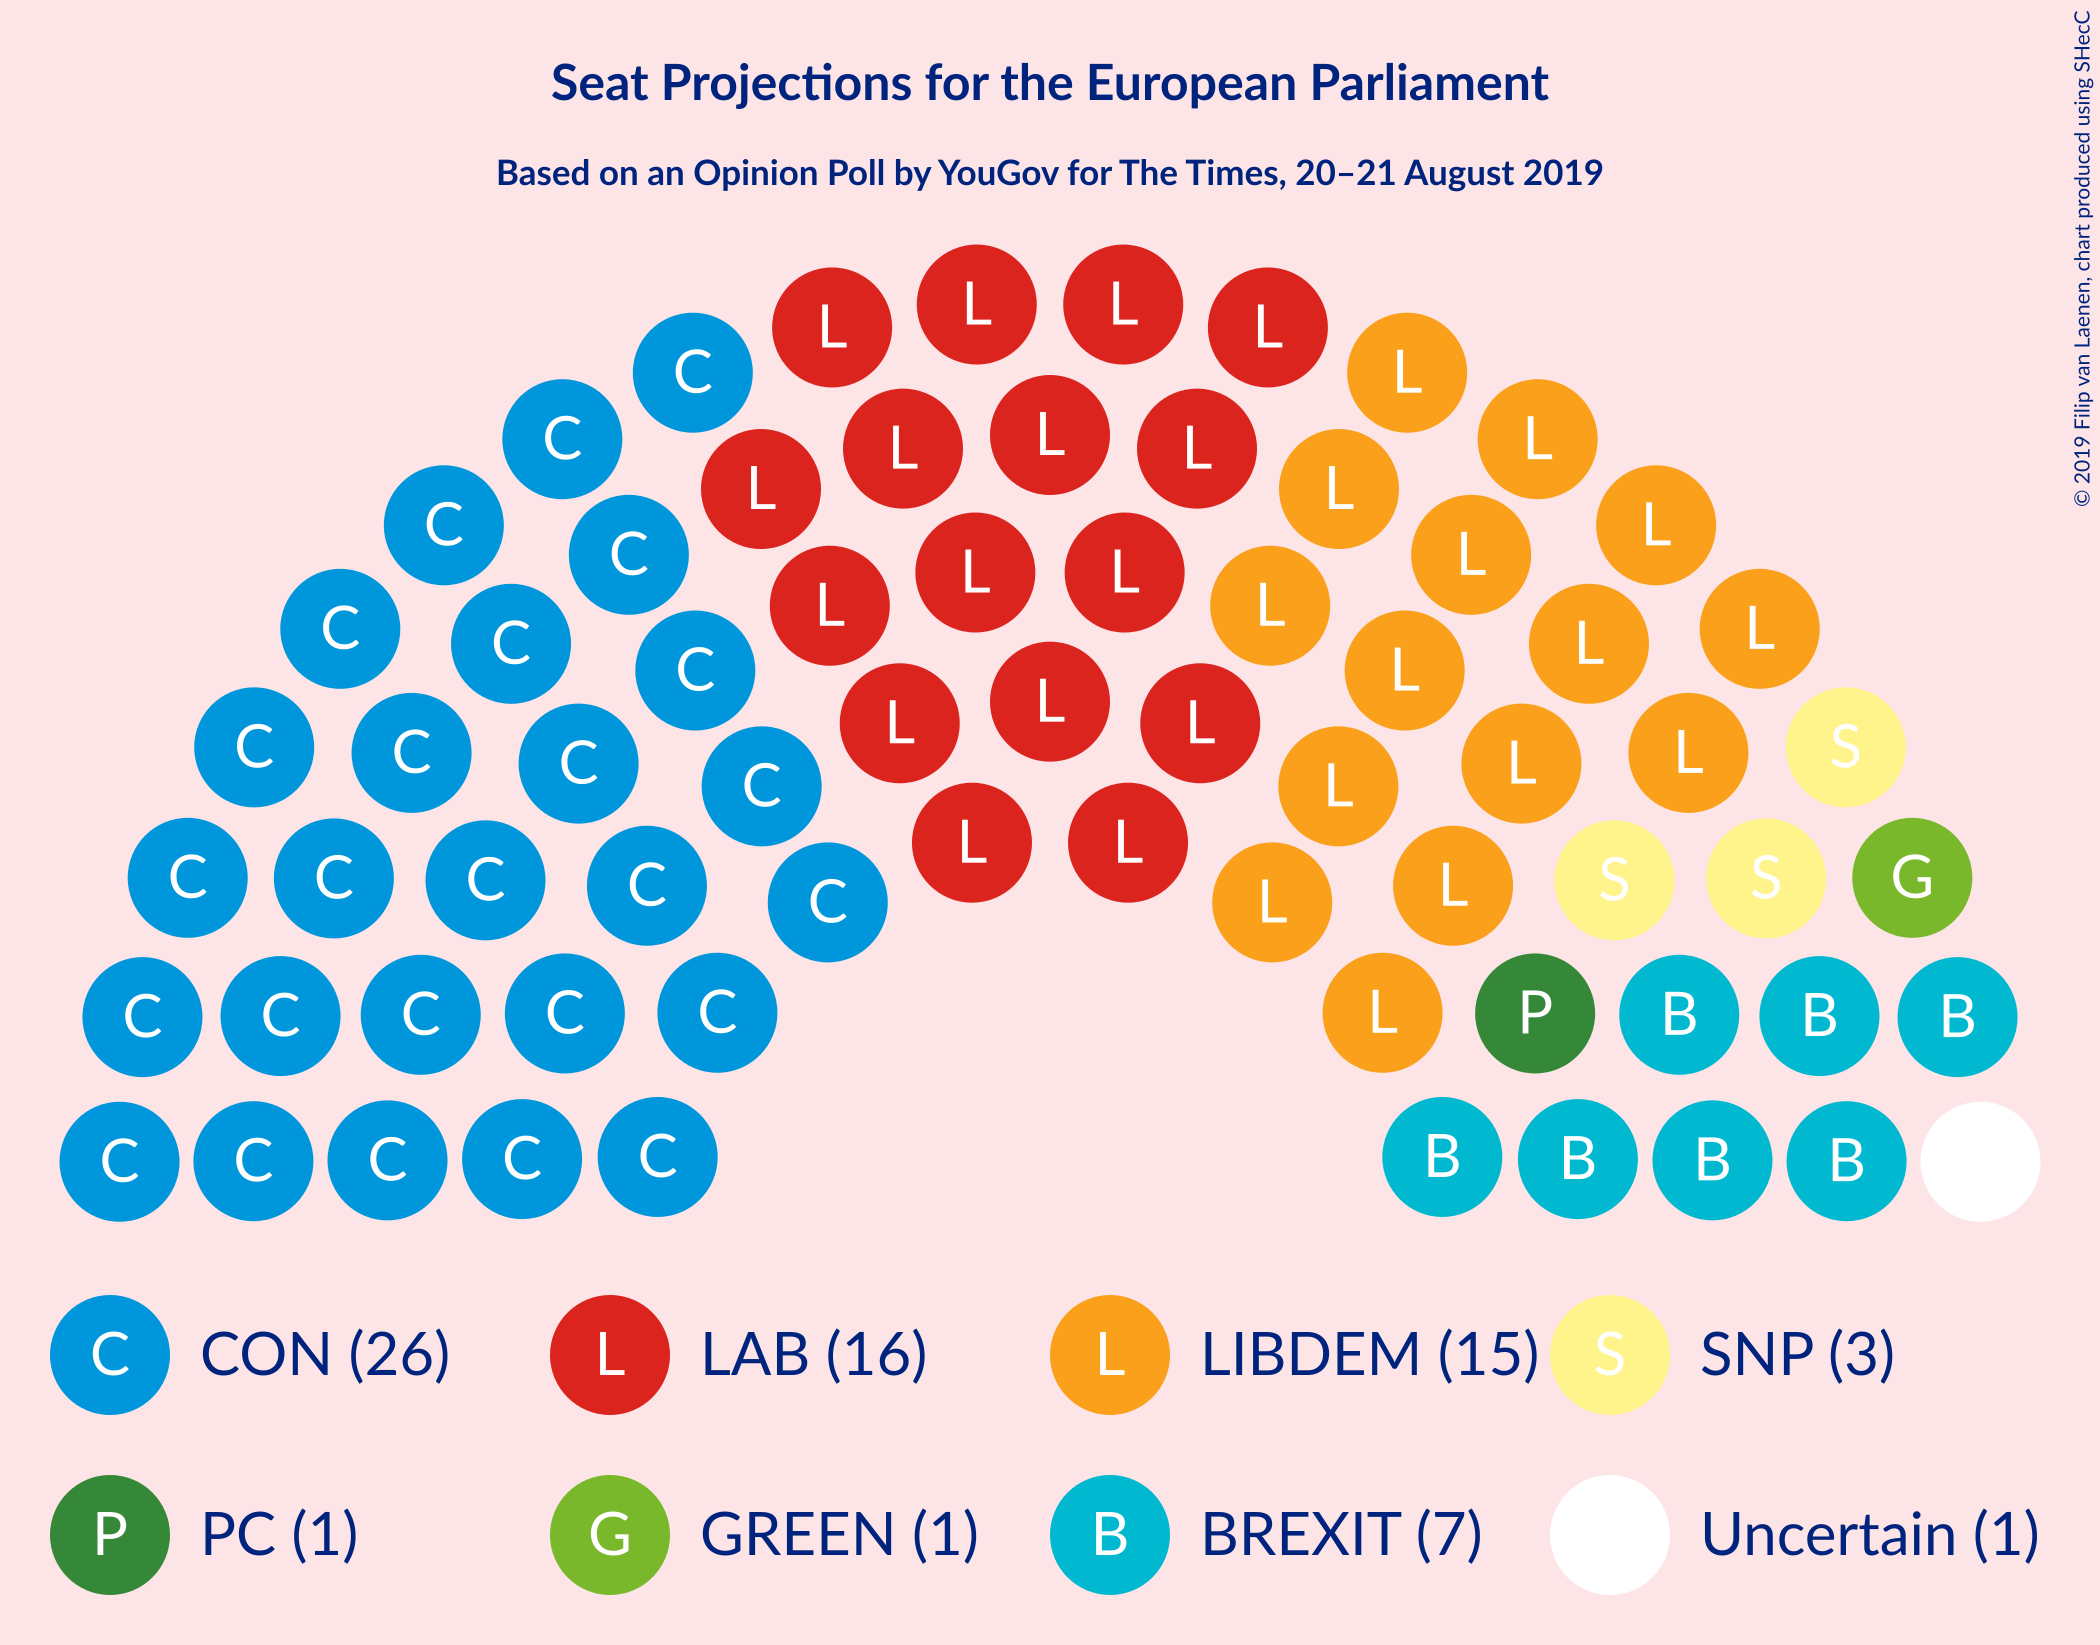 Seat Projections for the European Parliament
Based on an Opinion Poll by YouGov for The Times, 20–21 August 2019
© 2019 Filip van Laenen, chart produced using SHecC
L L L L
C L
C L L L L
C L L L
C C L L L L L
C C L L
C C L L L L L S
C C L L
C C C C C L L L L S S G
C C C C C L P B B B
C C C C C B B B B
C CON (26) L LAB (16) L LIBDEM (15) S SNP (3)
P PC (1) G GREEN (1) B BREXIT (7) Uncertain (1)